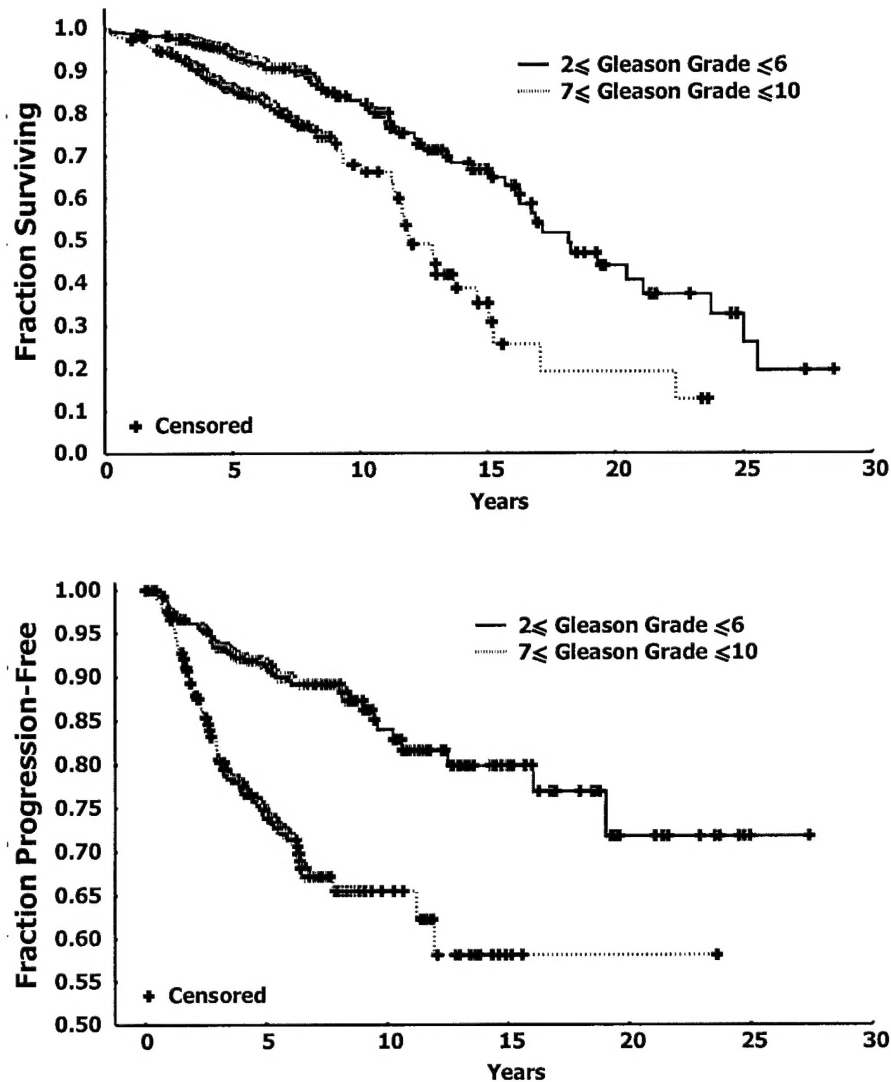 1.0
0.9
0.8
0.7
0.6
0.5
0.4
0.3
0.2
0.1
0.0
Fraction Surviving
2⩽ Gleason Grade ⩽6
7⩽ Gleason Grade ⩽10
+ Censored
0 5 10 15 20 25 30
Years
1.00
0.95
0.90
0.85
0.80
0.75
0.70
0.65
0.60
0.55
0.50
Fraction Progression-Free
2⩽ Gleason Grade ⩽6
7⩽ Gleason Grade ⩽10
+ Censored
0 5 10 15 20 25 30
Years